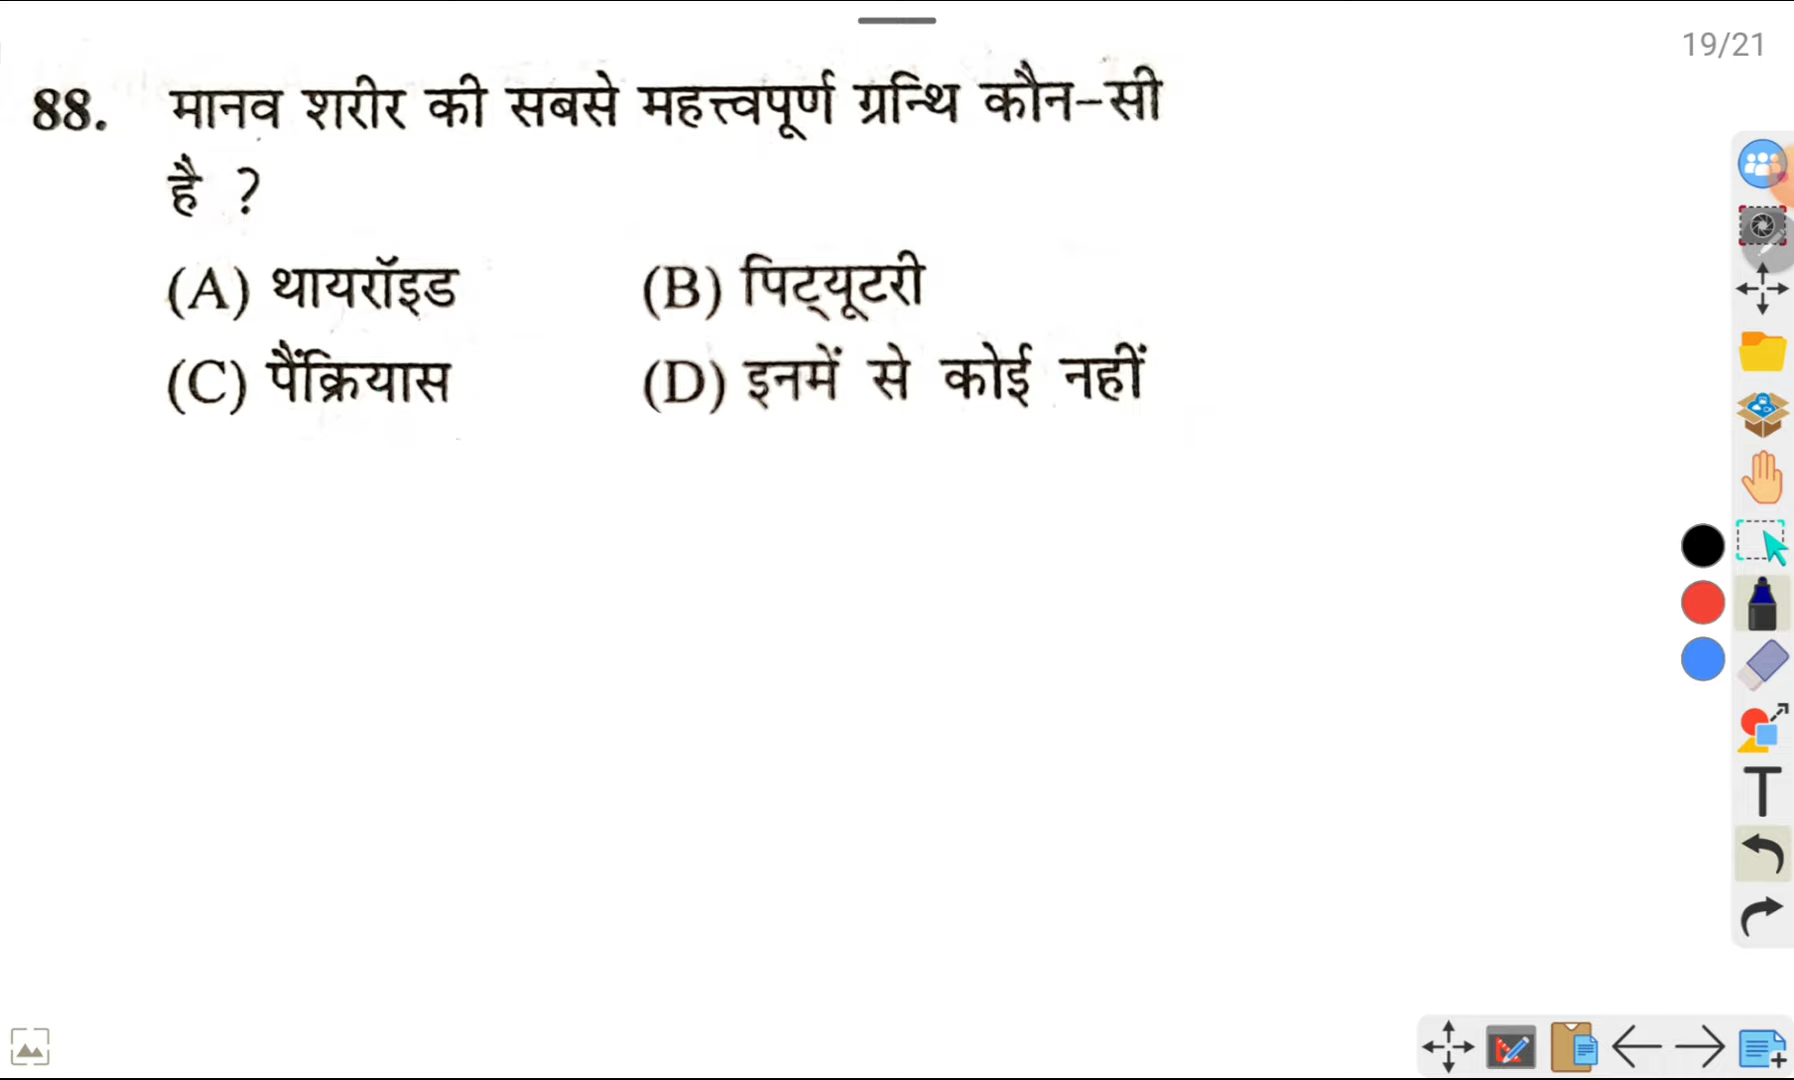 19/21
88. मानव शरीर की सबसे महत्त्वपूर्ण ग्रन्थि कौन-सी
है ?
(A) थायरॉइड (B) पिट्यूटरी
(C) पैंक्रियास (D) इनमें से कोई नहीं